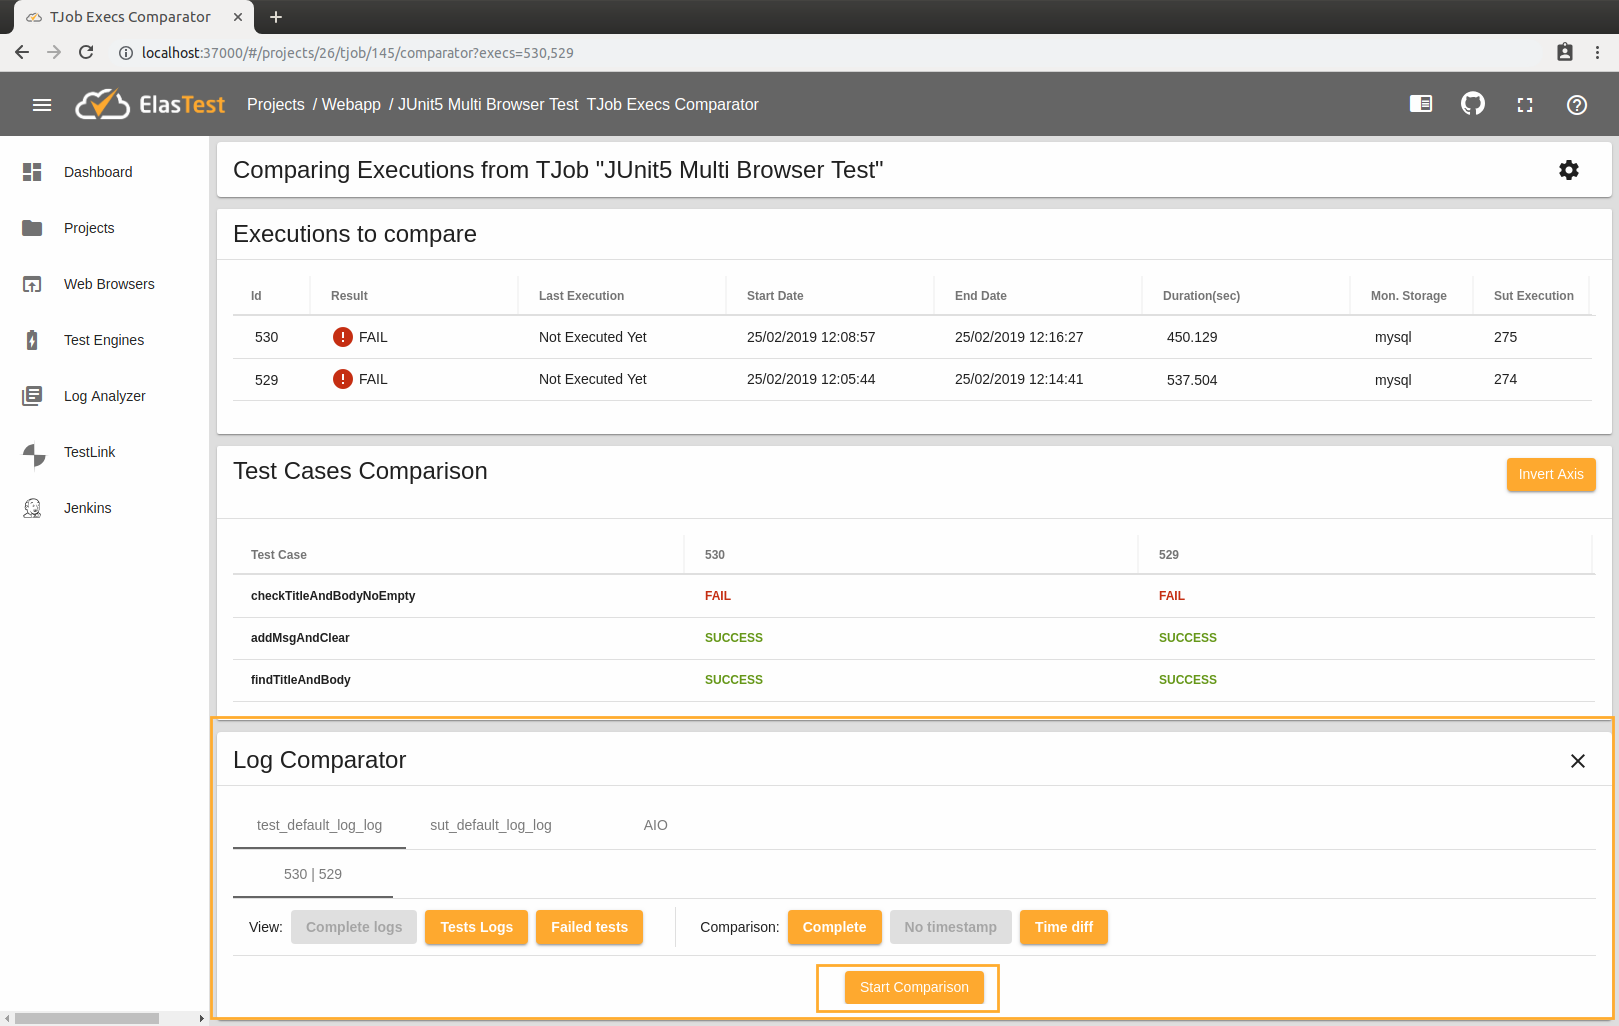 TJob Execs Comparator
localhost:37000/#/projects/26/tjob/145/comparator?execs=530,529
ElasTest Projects / Webapp / JUnit5 Multi Browser Test TJob Execs Comparator
Dashboard
Projects
Web Browsers
Test Engines
Log Analyzer
TestLink
Jenkins
Comparing Executions from TJob "JUnit5 Multi Browser Test"
Executions to compare
Id Result Last Execution Start Date End Date Duration(sec) Mon. Storage Sut Execution
530 FAIL Not Executed Yet 25/02/2019 12:08:57 25/02/2019 12:16:27 450.129 mysql 275
529 FAIL Not Executed Yet 25/02/2019 12:05:44 25/02/2019 12:14:41 537.504 mysql 274
Test Cases Comparison
Invert Axis
Test Case 530 529
checkTitleAndBodyNoEmpty FAIL FAIL
addMsgAndClear SUCCESS SUCCESS
findTitleAndBody SUCCESS SUCCESS
Log Comparator
test_default_log_log sut_default_log_log AIO
530 | 529
View: Complete logs Tests Logs Failed tests Comparison: Complete No timestamp Time diff
Start Comparison